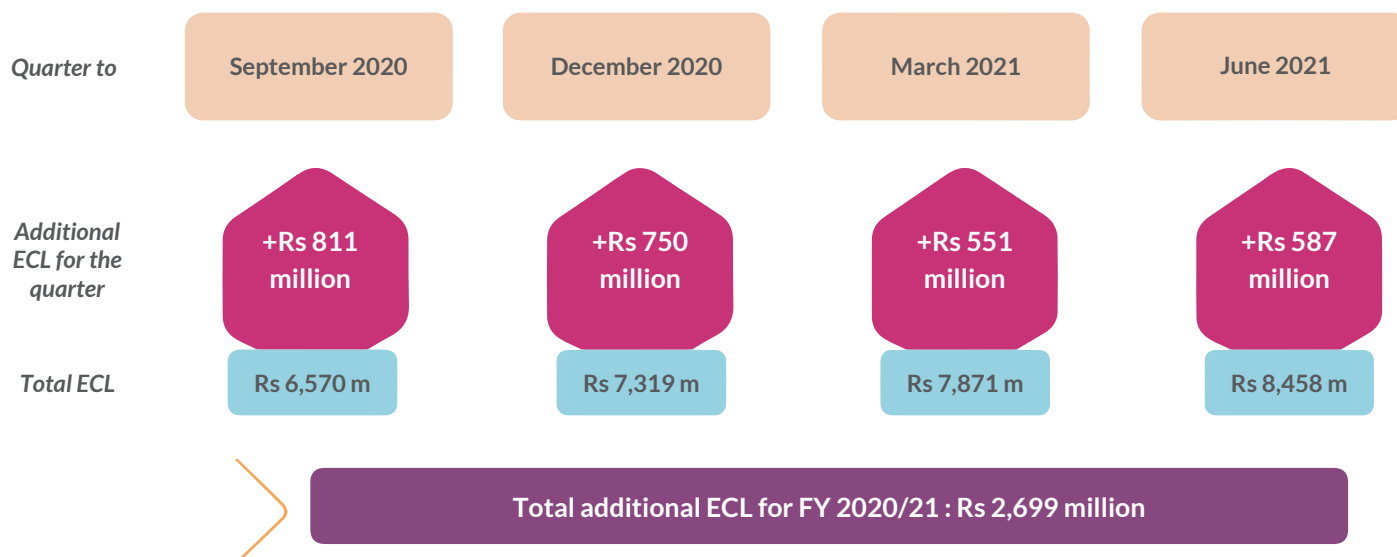 Quarter to
September 2020
December 2020
March 2021
June 2021
Additional
ECL for the
quarter
+Rs 811
million
+Rs 750
million
+Rs 551
million
+Rs 587
million
Total ECL
Rs 6,570 m
Rs 7,319 m
Rs 7,871 m
Rs 8,458 m
Total additional ECL for FY 2020/21 : Rs 2,699 million